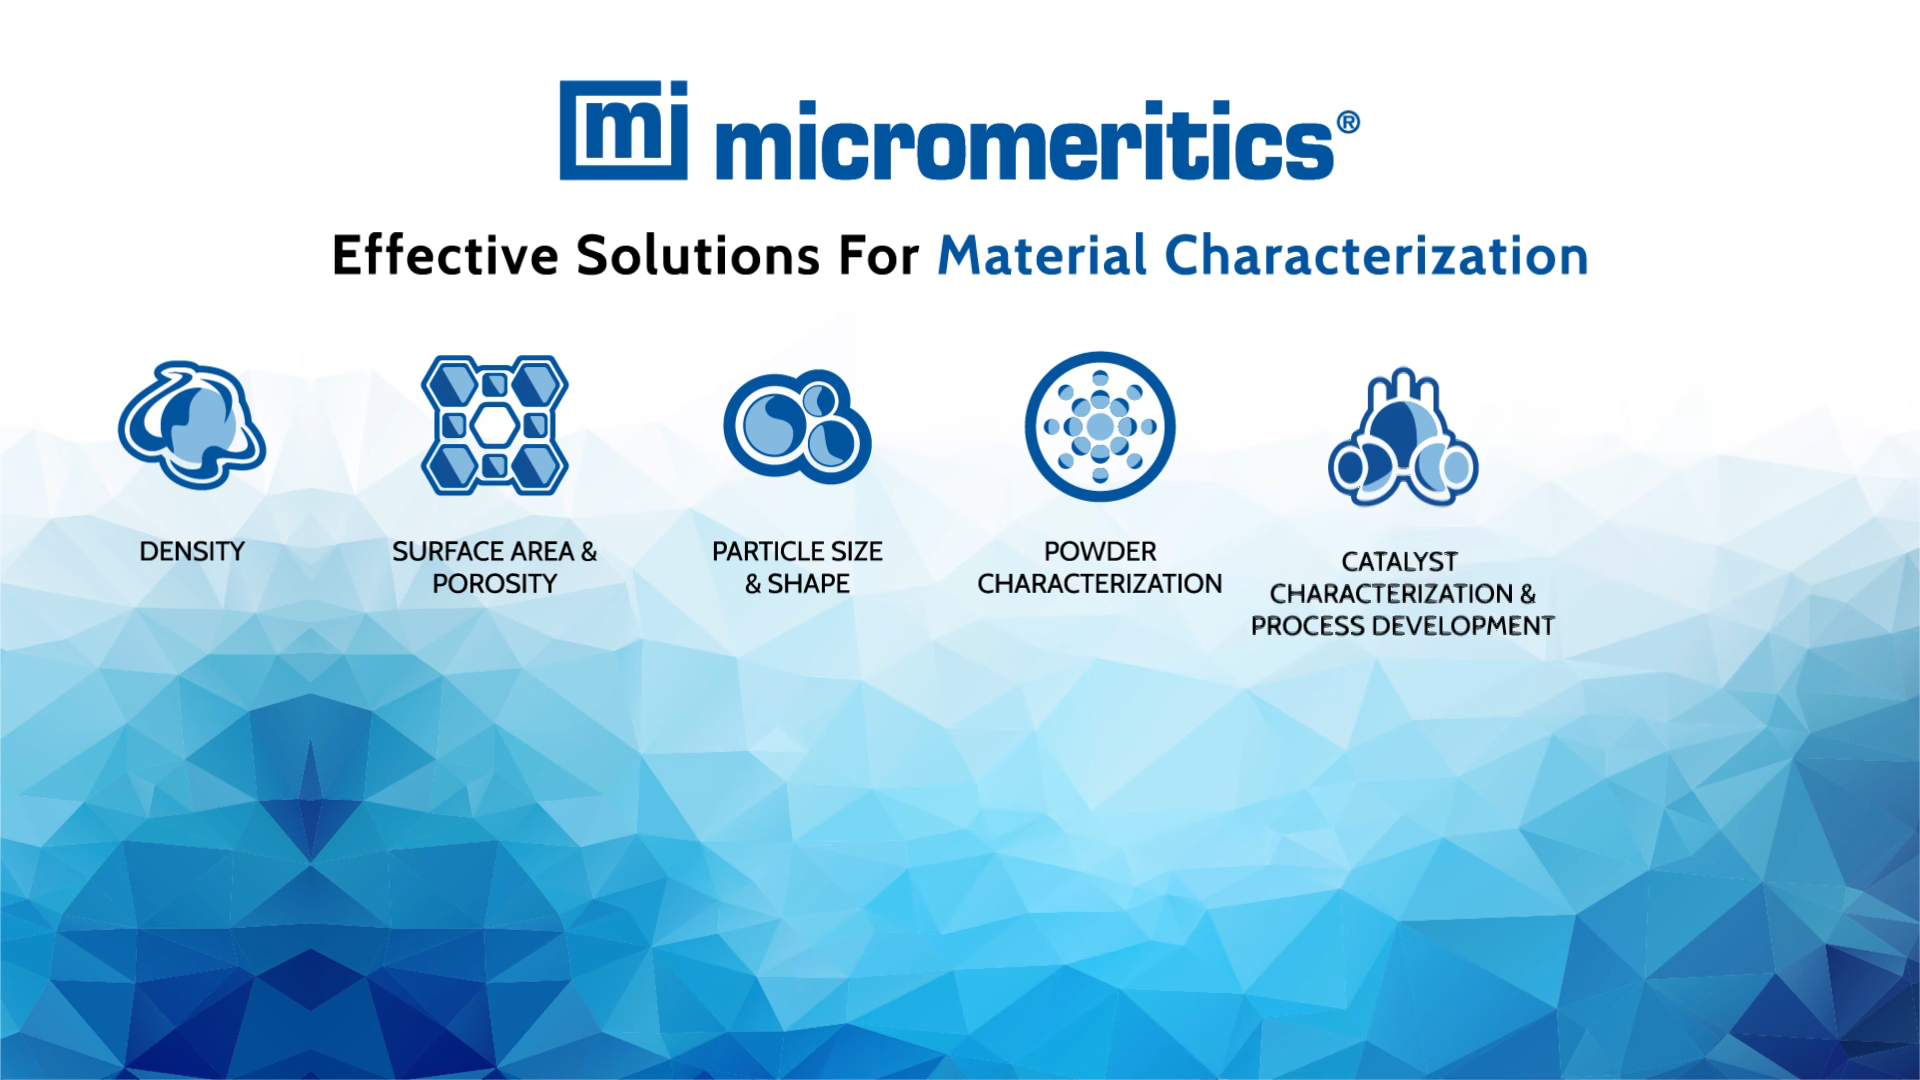 mi micromeritics®
Effective Solutions For Material Characterization
DENSITY
SURFACE AREA &
POROSITY
PARTICLE SIZE
& SHAPE
POWDER
CHARACTERIZATION
CATALYST
CHARACTERIZATION &
PROCESS DEVELOPMENT